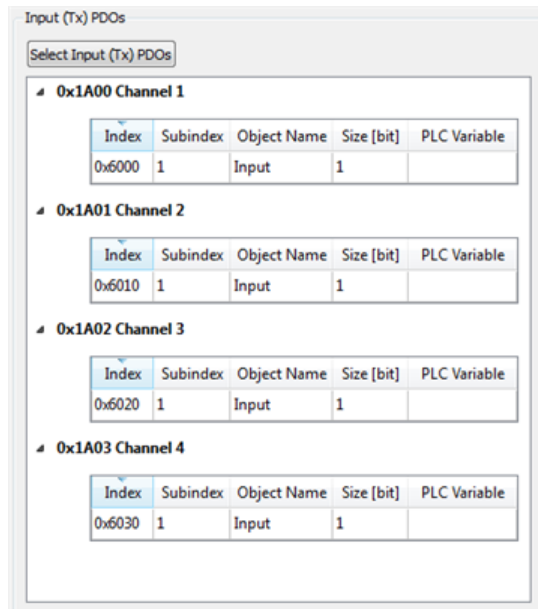 Input (Tx) PDOs
Select Input (Tx) PDOs
0x1A00 Channel 1
Index Subindex Object Name Size [bit] PLC Variable
0x6000 1 Input 1
0x1A01 Channel 2
Index Subindex Object Name Size [bit] PLC Variable
0x6010 1 Input 1
0x1A02 Channel 3
Index Subindex Object Name Size [bit] PLC Variable
0x6020 1 Input 1
0x1A03 Channel 4
Index Subindex Object Name Size [bit] PLC Variable
0x6030 1 Input 1